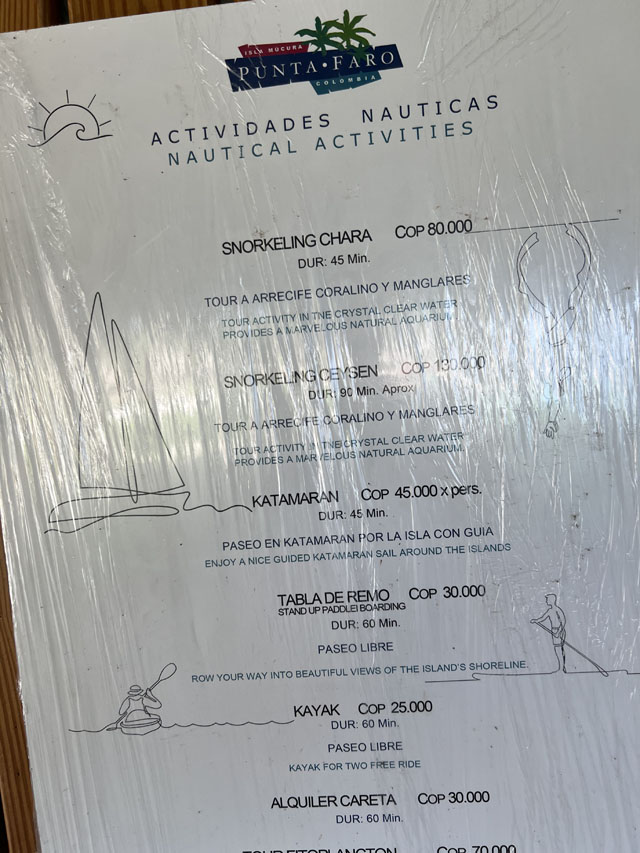 ISLA MUCURA
PUNTA·FARO
COLOMBIA
ACTIVIDADES NAUTICAS
NAUTICAL ACTIVITIES
SNORKELING CHARA COP 80.000
DUR: 45 Min.
TOUR A ARRECIFE CORALINO Y MANGLARES
TOUR ACTIVITY IN TNE CRYSTAL CLEAR WATER
PROVIDES A MARVELOUS NATURAL AQUARIUM
SNORKELING CEYSEN COP 130.000
DUR: 90 Min. Aprox
TOUR A ARRECIFE CORALINO Y MANGLARES
TOUR ACTIVITY IN TNE CRYSTAL CLEAR WATER
PROVIDES A MARVELOUS NATURAL AQUARIUM.
KATAMARAN COP 45.000 x pers.
DUR: 45 Min.
PASEO EN KATAMARAN POR LA ISLA CON GUIA
ENJOY A NICE GUIDED KATAMARAN SAIL AROUND THE ISLANDS
TABLA DE REMO COP 30.000
STAND UP PADDLEI BOARDING
DUR: 60 Min.
PASEO LIBRE
ROW YOUR WAY INTO BEAUTIFUL VIEWS OF THE ISLAND'S SHORELINE.
KAYAK COP 25.000
DUR: 60 Min.
PASEO LIBRE
KAYAK FOR TWO FREE RIDE
ALQUILER CARETA COP 30.000
DUR: 60 Min.
TOUR FITOPLANCTON COP 70.000